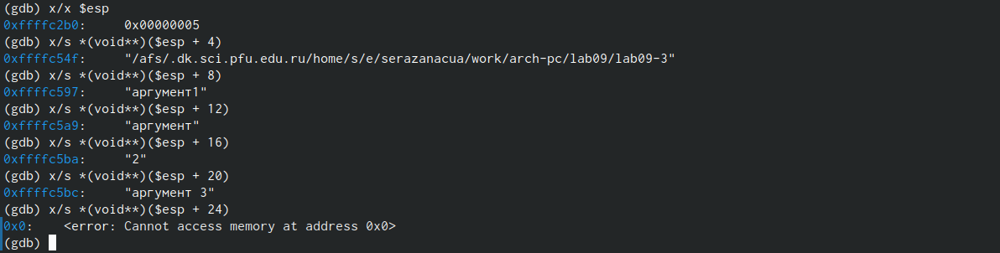 (gdb) x/x $esp
0xffffc2b0:     0x00000005
(gdb) x/s *(void**)($esp + 4)
0xffffc54f:     "/afs/.dk.sci.pfu.edu.ru/home/s/e/serazanacua/work/arch-pc/lab09/lab09-3"
(gdb) x/s *(void**)($esp + 8)
0xffffc597:     "аргумент1"
(gdb) x/s *(void**)($esp + 12)
0xffffc5a9:     "аргумент"
(gdb) x/s *(void**)($esp + 16)
0xffffc5ba:     "2"
(gdb) x/s *(void**)($esp + 20)
0xffffc5bc:     "аргумент 3"
(gdb) x/s *(void**)($esp + 24)
0x0:    <error: Cannot access memory at address 0x0>
(gdb)